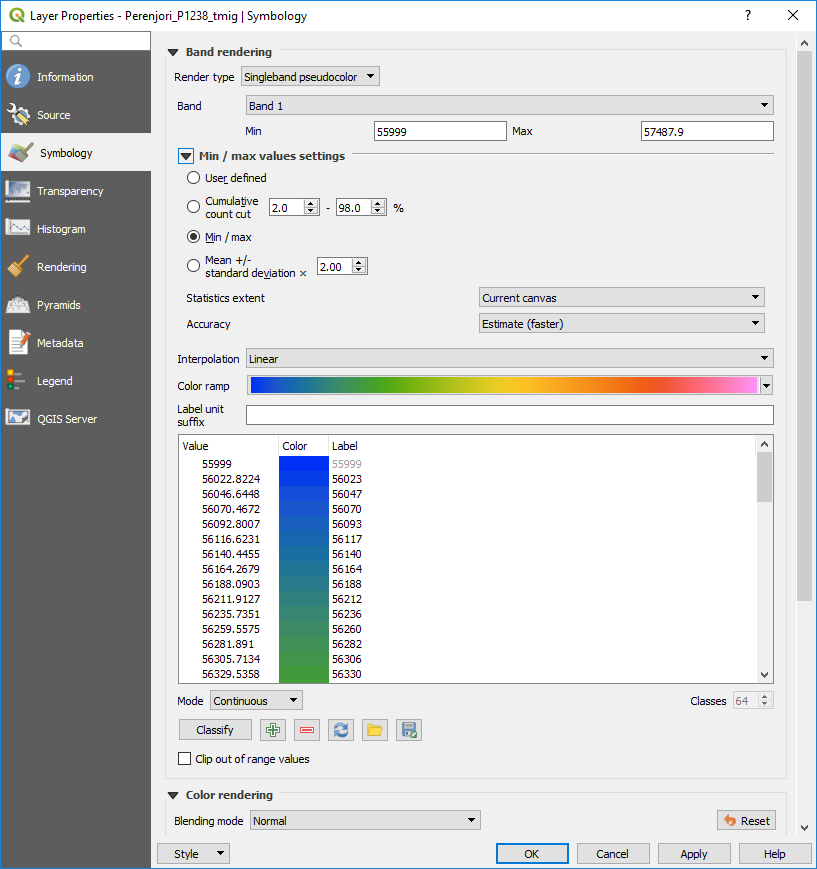 Layer Properties - Perenjori_P1238_tmig | Symbology
Information
Source
Symbology
Transparency
Histogram
Rendering
Pyramids
Metadata
Legend
QGIS Server
Band rendering
Render type Singleband pseudocolor
Band Band 1
Min 55999 Max 57487.9
Min / max values settings
User defined
Cumulative
count cut 2.0 - 98.0 %
Min / max
Mean +/-
standard deviation × 2.00
Statistics extent Current canvas
Accuracy Estimate (faster)
Interpolation Linear
Color ramp
Label unit
suffix
Value Color Label
55999 55999
56022.8224 56023
56046.6448 56047
56070.4672 56070
56092.8007 56093
56116.6231 56117
56140.4455 56140
56164.2679 56164
56188.0903 56188
56211.9127 56212
56235.7351 56236
56259.5575 56260
56281.891 56282
56305.7134 56306
56329.5358 56330
Mode Continuous Classes 64
Classify
Clip out of range values
Color rendering
Blending mode Normal Reset
Style OK Cancel Apply Help